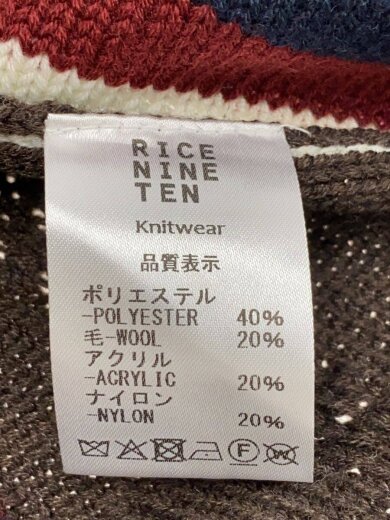 RICE
NINE
TEN
Knitwear
品質表示
ポリエステル
-POLYESTER 40%
毛-WOOL 20%
アクリル
-ACRYLIC 20%
ナイロン
-NYLON 20%